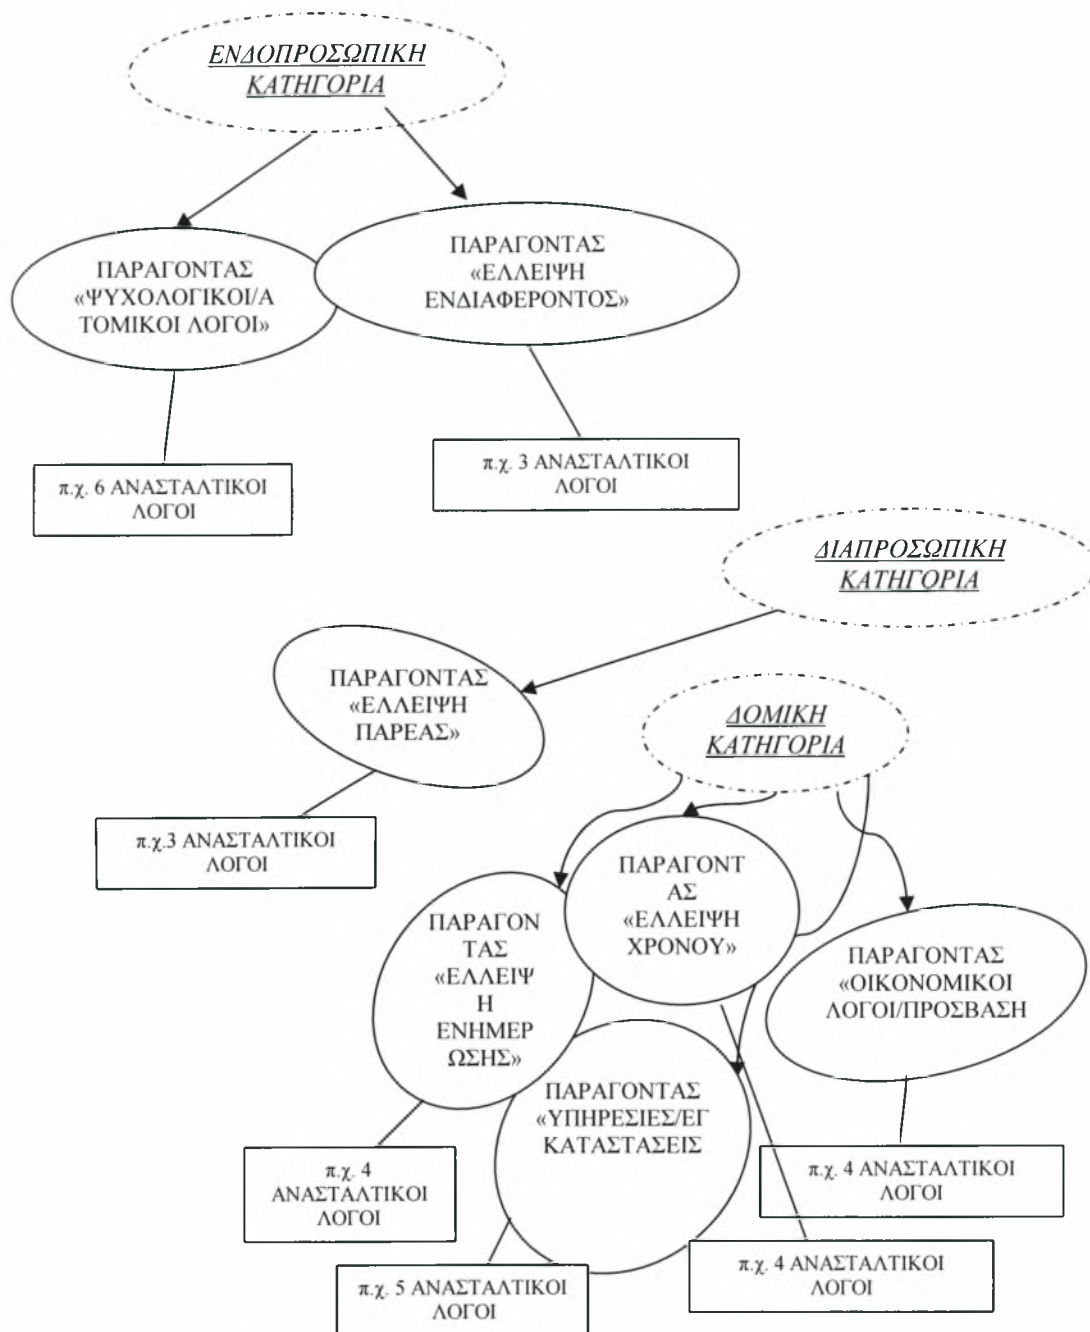 ΕΝΔΟΠΡΟΣΩΠΙΚΗ
ΚΑΤΗΓΟΡΙΑ
ΠΑΡΑΓΟΝΤΑΣ
«ΨΥΧΟΛΟΓΙΚΟΙ/Α
ΤΟΜΙΚΟΙ ΛΟΓΟΙ»
ΠΑΡΑΓΟΝΤΑΣ
«ΕΛΛΕΙΨΗ
ΕΝΔΙΑΦΕΡΟΝΤΟΣ»
π.χ. 6 ΑΝΑΣΤΑΛΤΙΚΟΙ
ΛΟΓΟΙ
π.χ. 3 ΑΝΑΣΤΑΛΤΙΚΟΙ
ΛΟΓΟΙ
ΔΙΑΠΡΟΣΩΠΙΚΗ
ΚΑΤΗΓΟΡΙΑ
ΠΑΡΑΓΟΝΤΑΣ
«ΕΛΛΕΙΨΗ
ΠΑΡΕΑΣ»
π.χ.3 ΑΝΑΣΤΑΛΤΙΚΟΙ
ΛΟΓΟΙ
ΔΟΜΙΚΗ
ΚΑΤΗΓΟΡΙΑ
ΠΑΡΑΓΟΝ
ΤΑΣ
«ΕΛΛΕΙΨ
Η
ΕΝΗΜΕΡ
ΩΣΗΣ»
ΠΑΡΑΓΟΝΤ
ΑΣ
«ΕΛΛΕΙΨΗ
ΧΡΟΝΟΥ»
ΠΑΡΑΓΟΝΤΑΣ
«ΟΙΚΟΝΟΜΙΚΟΙ
ΛΟΓΟΙ/ΠΡΟΣΒΑΣΗ
ΠΑΡΑΓΟΝΤΑΣ
«ΥΠΗΡΕΣΙΕΣ/ΕΓ
ΚΑΤΑΣΤΑΣΕΙΣ
π.χ. 4
ΑΝΑΣΤΑΛΤΙΚΟΙ
ΛΟΓΟΙ
π.χ. 5 ΑΝΑΣΤΑΛΤΙΚΟΙ
ΛΟΓΟΙ
π.χ. 4 ΑΝΑΣΤΑΛΤΙΚΟΙ
ΛΟΓΟΙ
π.χ. 4 ΑΝΑΣΤΑΛΤΙΚΟΙ
ΛΟΓΟΙ